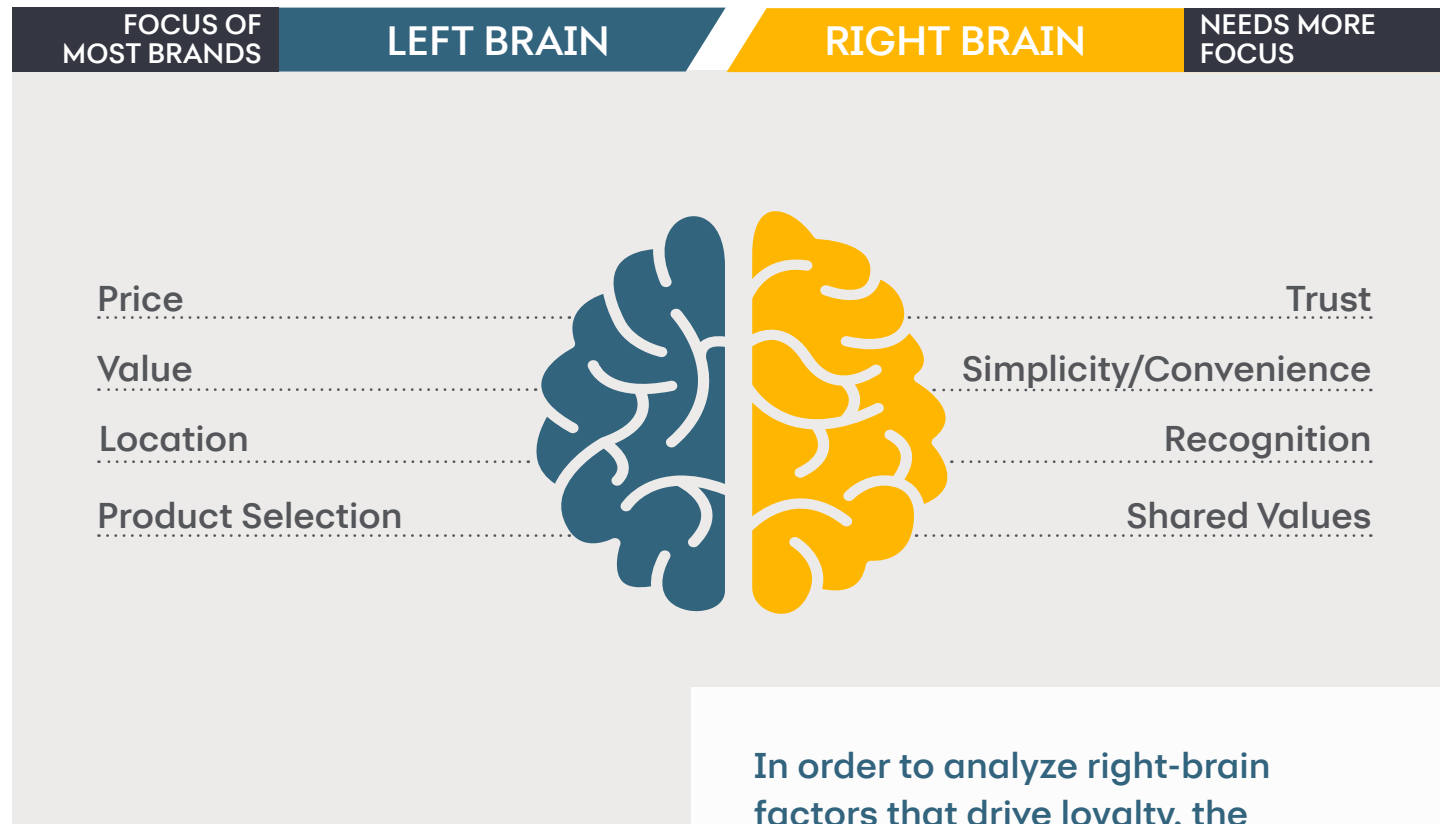 FOCUS OF
MOST BRANDS
LEFT BRAIN
RIGHT BRAIN
NEEDS MORE
FOCUS
Price
Value
Location
Product Selection
Trust
Simplicity/Convenience
Recognition
Shared Values
In order to analyze right-brain
factors that drive loyalty, the